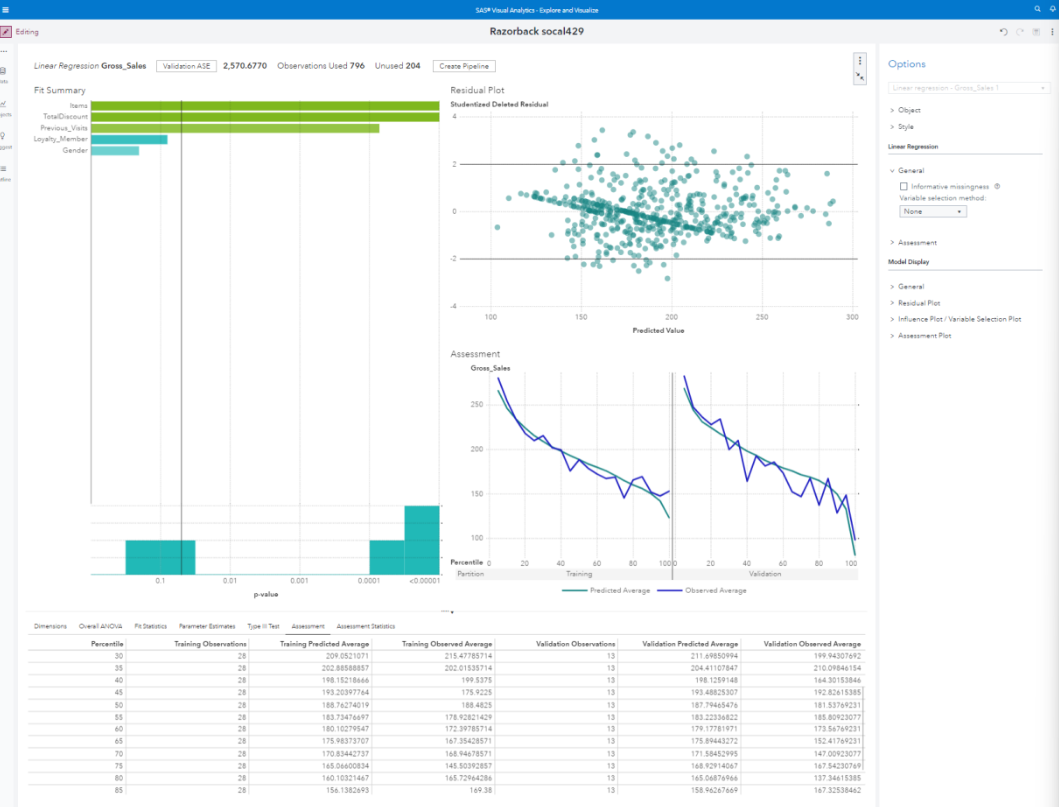 SAS® Visual Analytics - Explore and Visualize
Editing
Razorback socal429
Linear Regression Gross_Sales Validation ASE 2,570.6770 Observations Used 796 Unused 204 Create Pipeline
Fit Summary
Items
TotalDiscount
Previous_Visits
Loyalty_Member
Gender
0.1 0.01 0.001 0.0001 <0.00001
p-value
Residual Plot
Studentized Deleted Residual
4
2
0
-2
-4
100 150 200 250 300
Predicted Value
Assessment
Gross_Sales
250
200
150
100
Percentile 0 20 40 60 80 100 0 20 40 60 80 100
Partition Training Validation
Predicted Average Observed Average
Options
Linear regression - Gross_Sales 1
Object
Style
Linear Regression
General
Informative missingness
Variable selection method:
None
Assessment
Model Display
General
Residual Plot
Influence Plot / Variable Selection Plot
Assessment Plot
Dimensions Overall ANOVA Fit Statistics Parameter Estimates Type III Test Assessment Assessment Statistics
Percentile Training Observations Training Predicted Average Training Observed Average Validation Observations Validation Predicted Average Validation Observed Average
30 28 209.0521071 215.47785714 13 211.69850994 199.94307692
35 28 202.88588857 202.01535714 13 204.41107847 210.09846154
40 28 198.15218666 199.5375 13 198.1259148 164.30153846
45 28 193.20397764 175.9225 13 193.48825307 192.82615385
50 28 188.76274019 188.4825 13 187.79465476 181.53769231
55 28 183.73476697 178.92821429 13 183.22336822 185.80923077
60 28 180.10279547 172.39785714 13 179.17781971 173.56769231
65 28 175.98373707 167.35428571 13 175.89443272 152.41769231
70 28 170.83442737 168.94678571 13 171.58452995 147.00923077
75 28 165.06600834 145.50392857 13 168.92914067 167.54230769
80 28 160.10321467 165.72964286 13 165.06876966 137.34615385
85 28 156.1382693 169.38 13 158.96267669 167.32538462